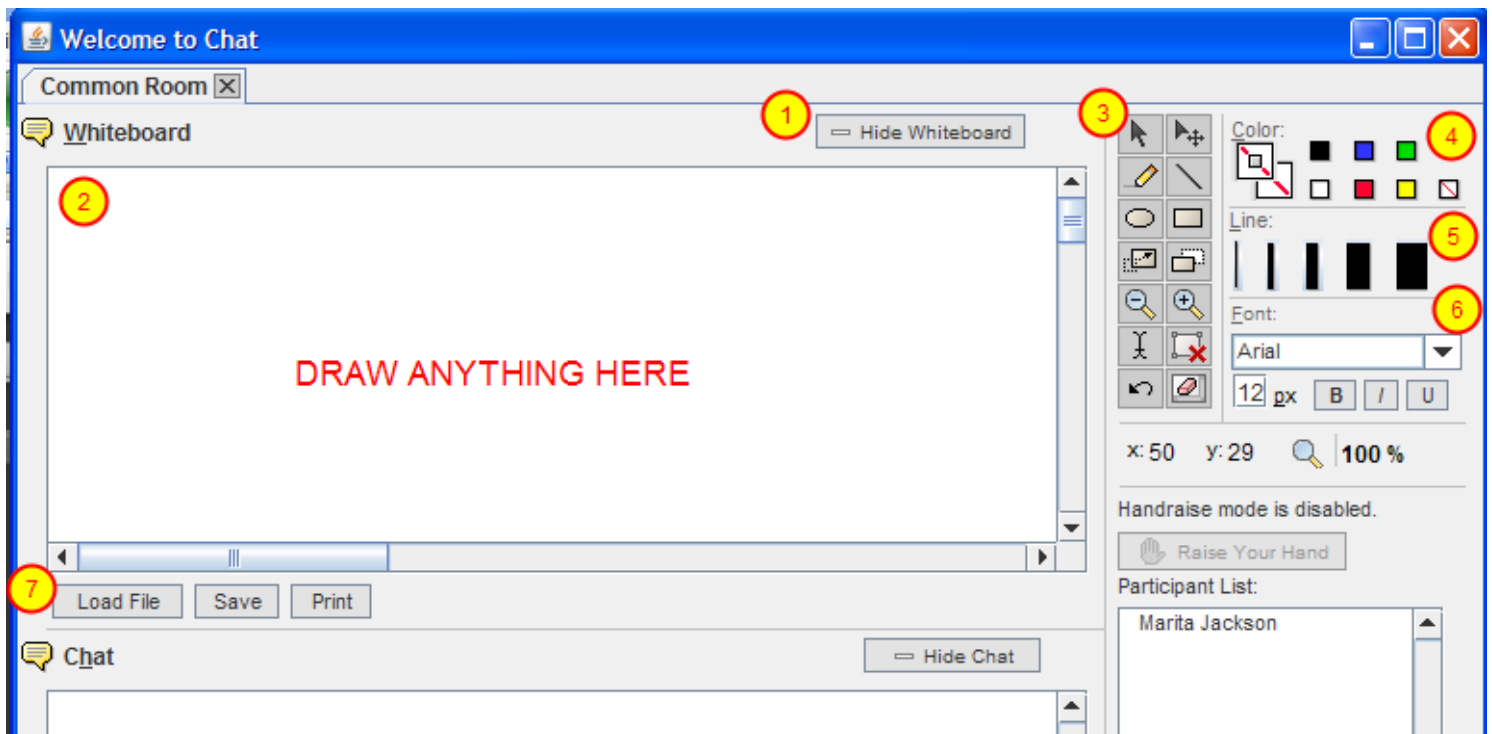 Welcome to Chat
Common Room
1
Whiteboard
Hide Whiteboard
2
DRAW ANYTHING HERE
3
Color:
4
Line:
5
6
Font:
Arial
12 px B I U
x: 50 y: 29 100 %
Handraise mode is disabled.
Raise Your Hand
7
Load File Save Print
Participant List:
Marita Jackson
Chat
Hide Chat